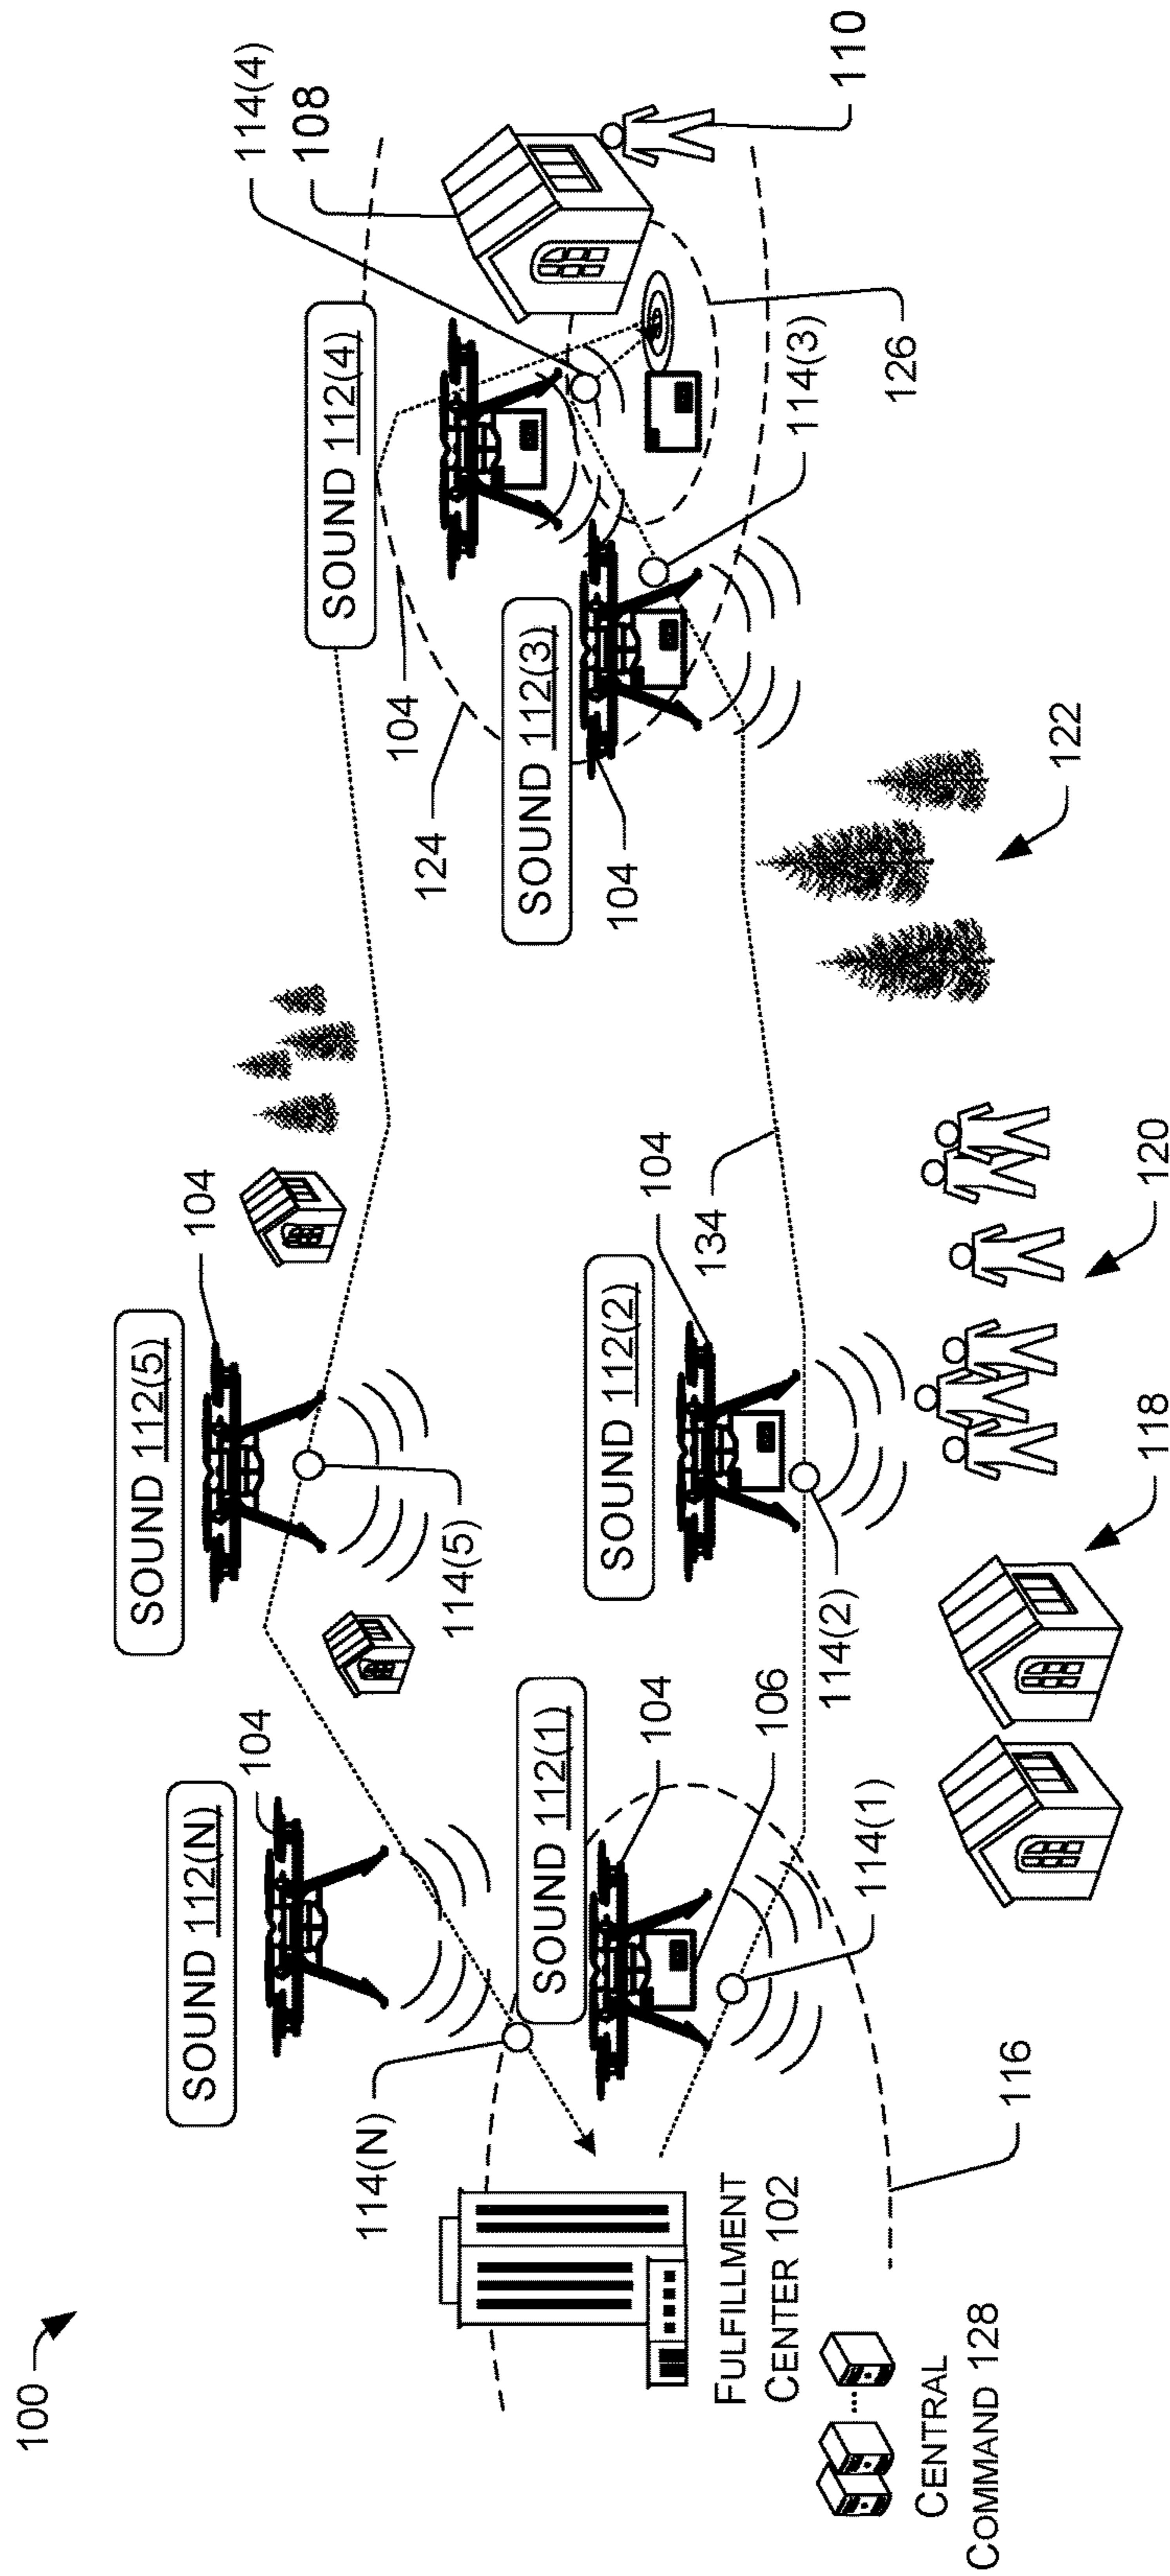 100
SOUND 112(N)
104
SOUND 112(5)
104
114(5)
114(N)
SOUND 112(1)
104
106
114(1)
SOUND 112(2)
104
114(2)
134
SOUND 112(4)
104
124
SOUND 112(3)
104
114(4)
108
110
126
114(3)
122
120
118
116
FULFILLMENT
CENTER 102
CENTRAL
COMMAND 128